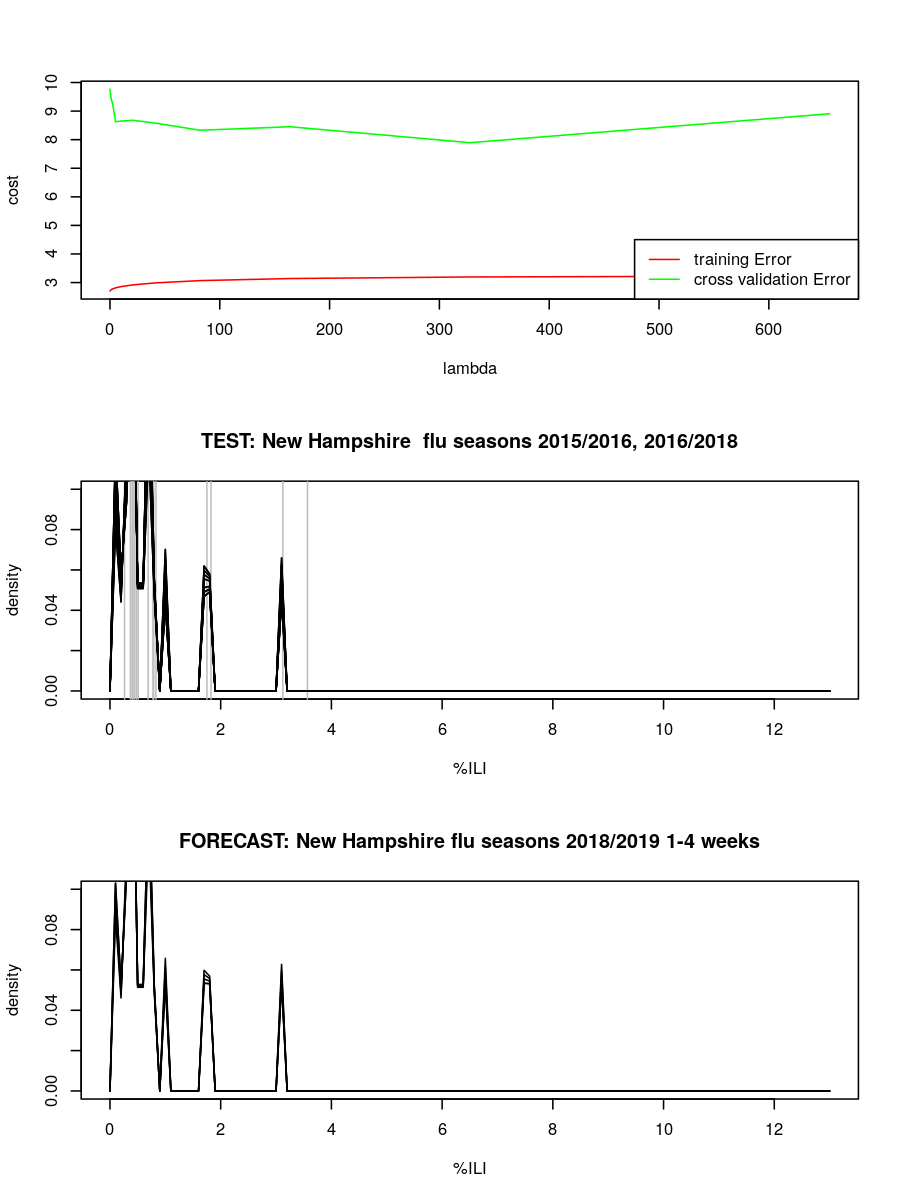 10
9
8
7
6
5
4
3
cost
training Error
cross validation Error
0 100 200 300 400 500 600
lambda
TEST: New Hampshire  flu seasons 2015/2016, 2016/2018
0.08
0.04
0.00
density
0 2 4 6 8 10 12
%ILI
FORECAST: New Hampshire flu seasons 2018/2019 1-4 weeks
0.08
0.04
0.00
density
0 2 4 6 8 10 12
%ILI